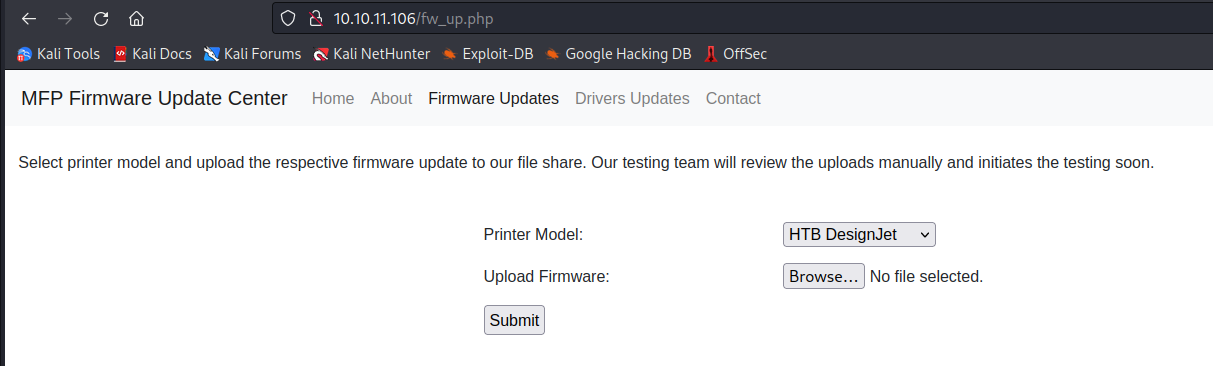 10.10.11.106/fw_up.php
Kali Tools Kali Docs Kali Forums Kali NetHunter Exploit-DB Google Hacking DB OffSec
MFP Firmware Update Center Home About Firmware Updates Drivers Updates Contact
Select printer model and upload the respective firmware update to our file share. Our testing team will review the uploads manually and initiates the testing soon.
Printer Model: HTB DesignJet
Upload Firmware: Browse... No file selected.
Submit